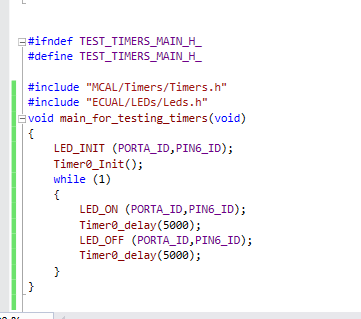 #ifndef TEST_TIMERS_MAIN_H_
#define TEST_TIMERS_MAIN_H_
#include "MCAL/Timers/Timers.h"
#include "ECUAL/LEDs/Leds.h"
void main_for_testing_timers(void)
{
LED_INIT (PORTA_ID,PIN6_ID);
Timer0_Init();
while (1)
{
LED_ON (PORTA_ID,PIN6_ID);
Timer0_delay(5000);
LED_OFF (PORTA_ID,PIN6_ID);
Timer0_delay(5000);
}
}